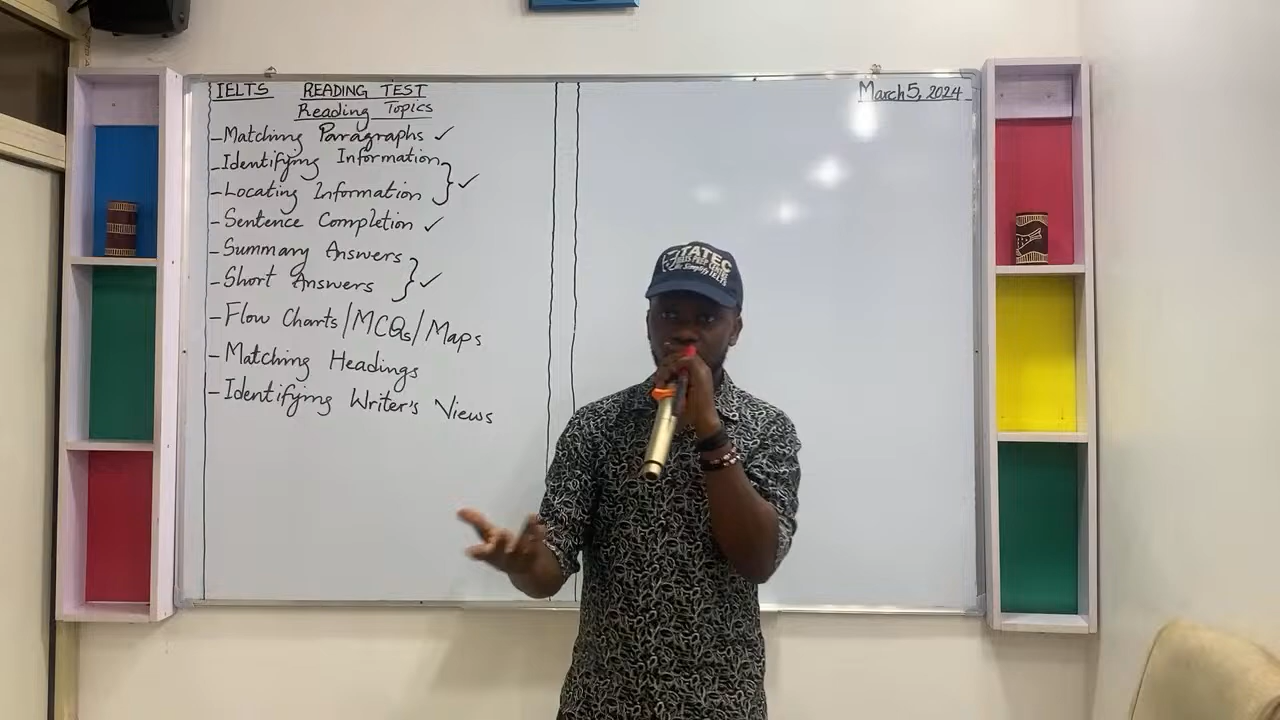 IELTS READING TEST
Reading Topics
March 5, 2024
- Matching Paragraphs ✓
- Identifying Information
- Locating Information } ✓
- Sentence Completion ✓
- Summary Answers
- Short Answers } ✓
- Flow Charts/MCQs/Maps
- Matching Headings
- Identifying Writer's Views
TATEC
IELTS